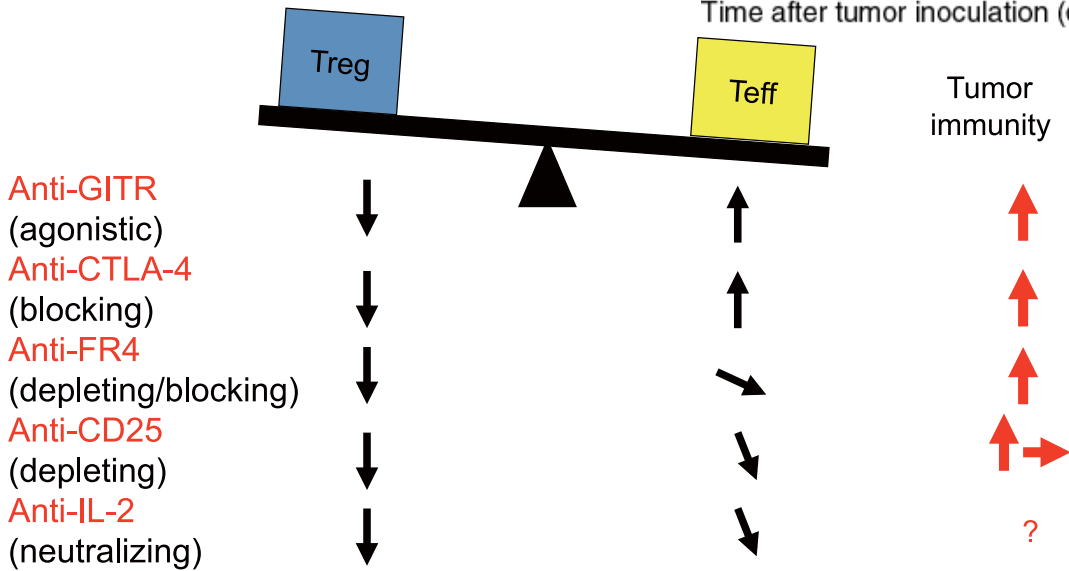 Time after tumor inoculation (
Treg
Teff
Tumor
immunity
Anti-GITR
(agonistic)
Anti-CTLA-4
(blocking)
Anti-FR4
(depleting/blocking)
Anti-CD25
(depleting)
Anti-IL-2
(neutralizing)
?